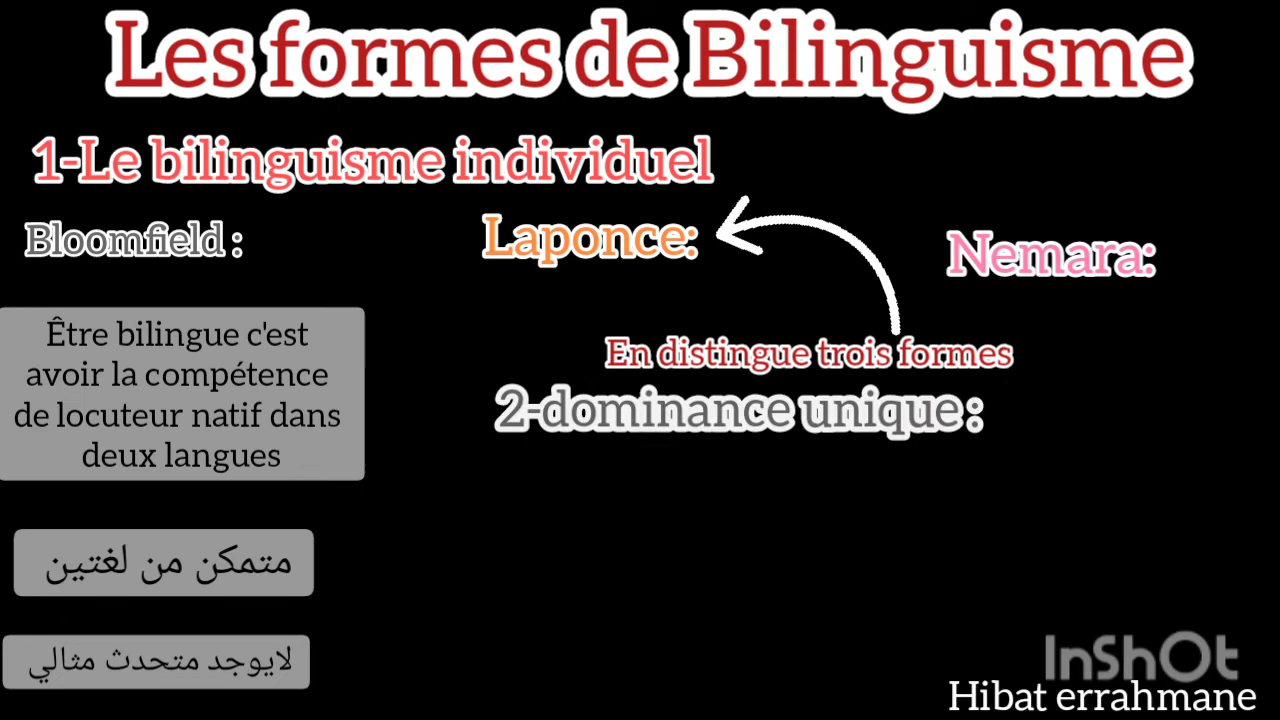 Les formes de Bilinguisme
1-Le bilinguisme individuel
Bloomfield :
Laponce:
Nemara:
Être bilingue c'est
avoir la compétence
de locuteur natif dans
deux langues
En distingue trois formes
2-dominance unique :
متمكن من لغتين
لايوجد متحدث مثالي
InShOt
Hibat errahmane